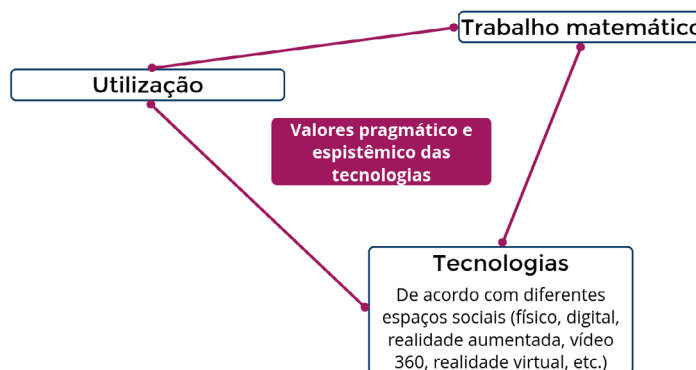 Trabalho matemático
Utilização
Valores pragmático e
espistêmico das
tecnologias
Tecnologias
De acordo com diferentes
espaços sociais (físico, digital,
realidade aumentada, vídeo
360, realidade virtual, etc.)